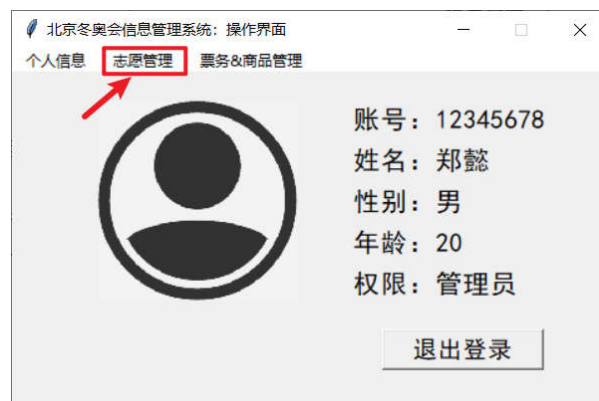 北京冬奥会信息管理系统：操作界面
个人信息 志愿管理 票务&商品管理
账号：12345678
姓名：郑懿
性别：男
年龄：20
权限：管理员
退出登录